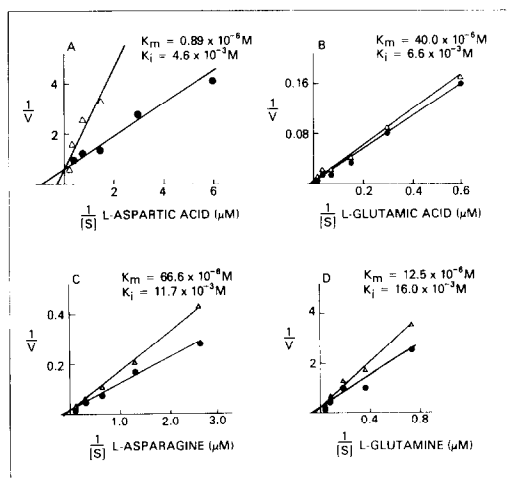 A
Km = 0.89 x 10⁻⁶M
Ki = 4.6 x 10⁻³M
4
2
1
V
2
4
6
1
[S] L-ASPARTIC ACID (μM)
B
Km = 40.0 x 10⁻⁶M
Ki = 6.6 x 10⁻³M
0.16
0.08
1
V
0.2
0.4
0.6
1
[S] L-GLUTAMIC ACID (μM)
C
Km = 66.6 x 10⁻⁶M
Ki = 11.7 x 10⁻³M
0.4
0.2
1
V
1.0
2.0
3.0
1
[S] L-ASPARAGINE (μM)
D
Km = 12.5 x 10⁻⁶M
Ki = 16.0 x 10⁻³M
4
2
1
V
0.4
0.8
1
[S] L-GLUTAMINE (μM)